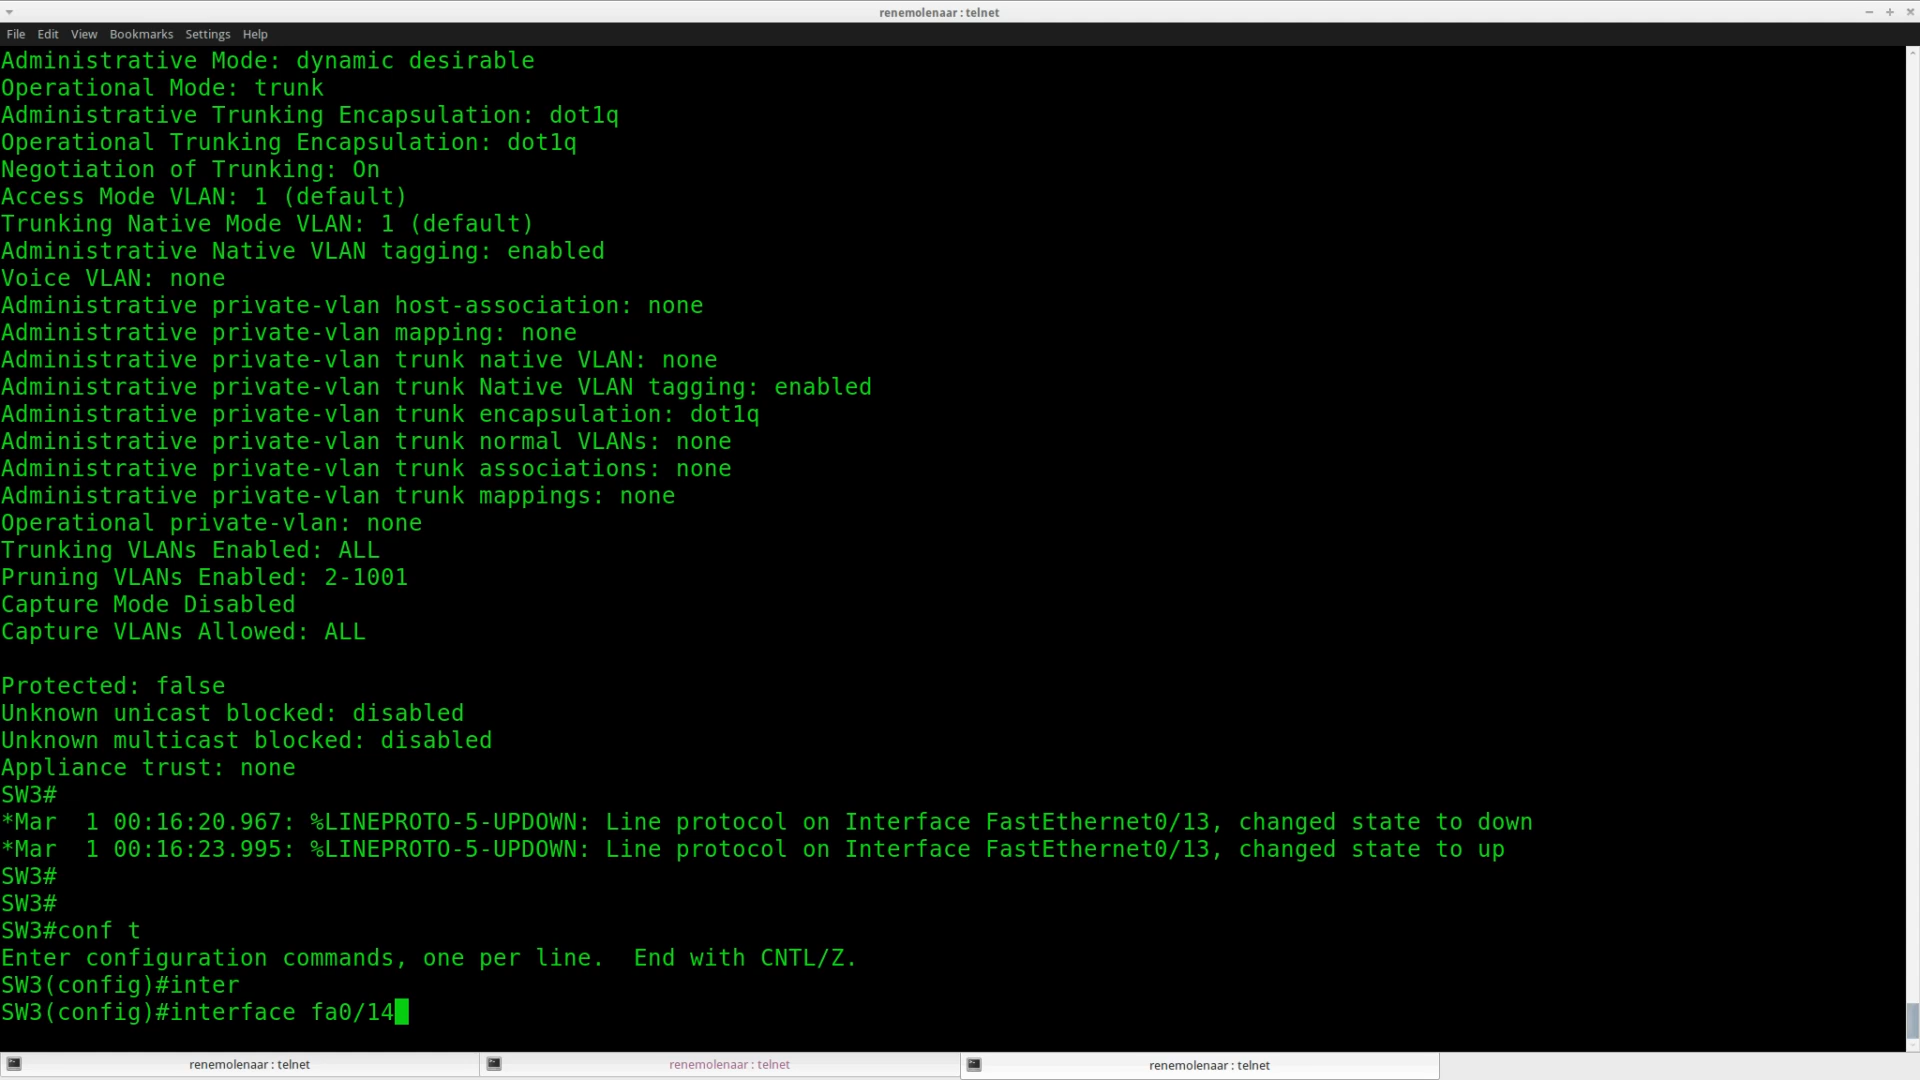 renemolenaar : telnet
File Edit View Bookmarks Settings Help
Administrative Mode: dynamic desirable
Operational Mode: trunk
Administrative Trunking Encapsulation: dot1q
Operational Trunking Encapsulation: dot1q
Negotiation of Trunking: On
Access Mode VLAN: 1 (default)
Trunking Native Mode VLAN: 1 (default)
Administrative Native VLAN tagging: enabled
Voice VLAN: none
Administrative private-vlan host-association: none
Administrative private-vlan mapping: none
Administrative private-vlan trunk native VLAN: none
Administrative private-vlan trunk Native VLAN tagging: enabled
Administrative private-vlan trunk encapsulation: dot1q
Administrative private-vlan trunk normal VLANs: none
Administrative private-vlan trunk associations: none
Administrative private-vlan trunk mappings: none
Operational private-vlan: none
Trunking VLANs Enabled: ALL
Pruning VLANs Enabled: 2-1001
Capture Mode Disabled
Capture VLANs Allowed: ALL
Protected: false
Unknown unicast blocked: disabled
Unknown multicast blocked: disabled
Appliance trust: none
SW3#
*Mar  1 00:16:20.967: %LINEPROTO-5-UPDOWN: Line protocol on Interface FastEthernet0/13, changed state to down
*Mar  1 00:16:23.995: %LINEPROTO-5-UPDOWN: Line protocol on Interface FastEthernet0/13, changed state to up
SW3#
SW3#
SW3#conf t
Enter configuration commands, one per line.  End with CNTL/Z.
SW3(config)#inter
SW3(config)#interface fa0/14
renemolenaar : telnet
renemolenaar : telnet
renemolenaar : telnet